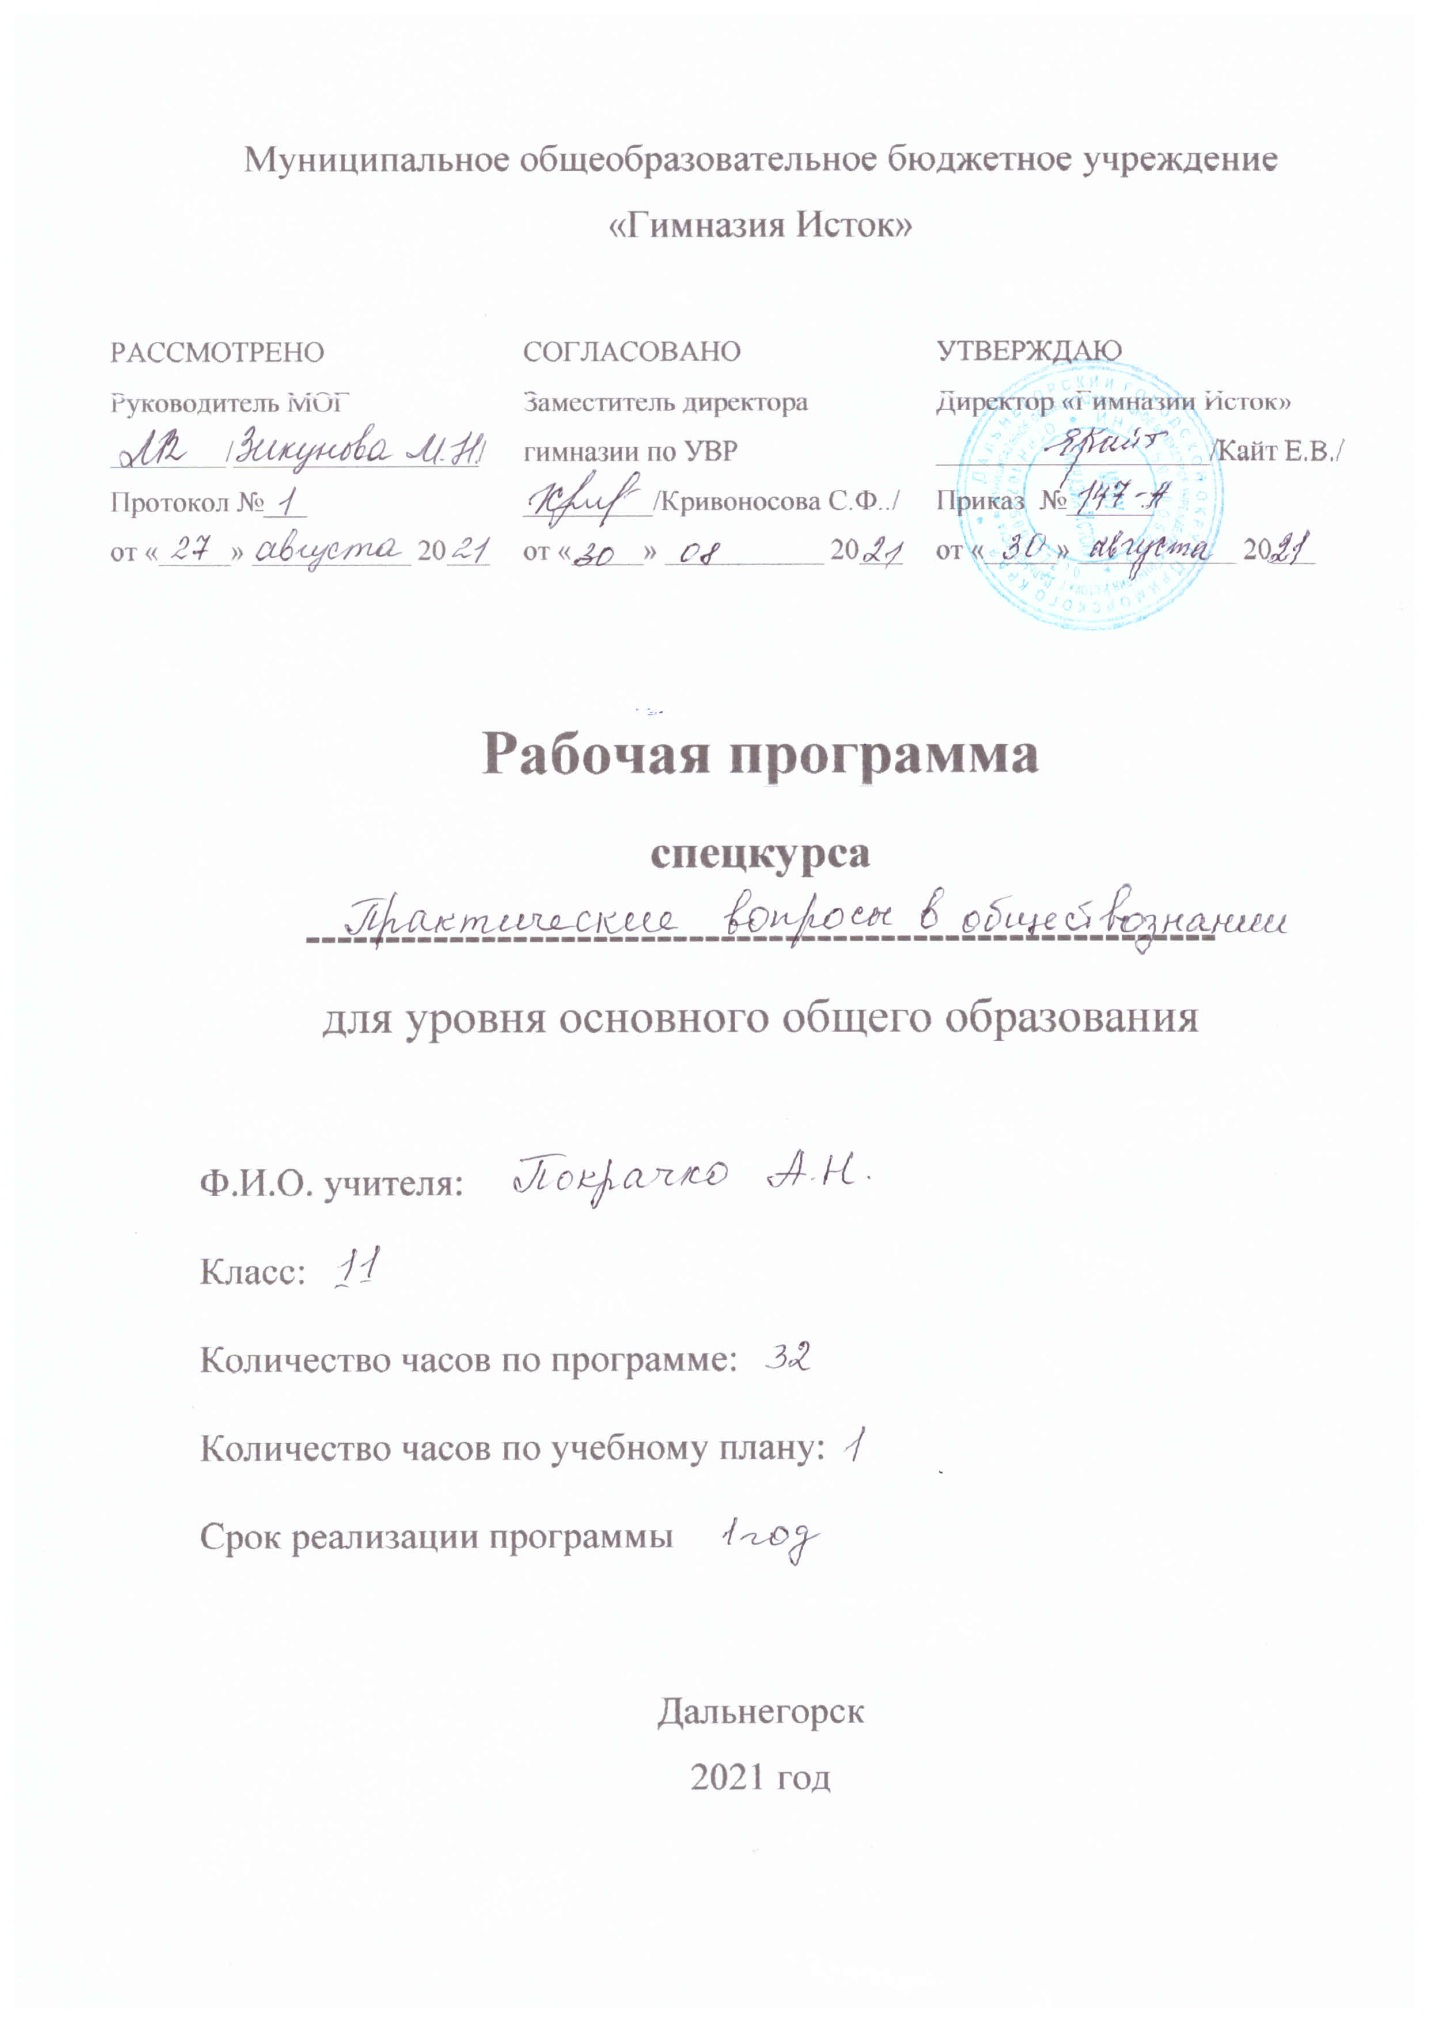 Муниципальное общеобразовательное бюджетное учреждение
«Гимназия Исток»
РАССМОТРЕНО
Руководитель МОГ
/Зикунова М.Н/
Протокол № 1
от « 27 » августа 20 21
СОГЛАСОВАНО
Заместитель директора
гимназии по УВР
/Кривоносова С.Ф../
от « 30 » 08 20 21
УТВЕРЖДАЮ
Директор «Гимназии Исток»
/Кайт Е.В./
Приказ № 147-А
от « 30 » августа 2021
Рабочая программа
спецкурса
Практические вопросы в обществознании
для уровня основного общего образования
Ф.И.О. учителя: Покрачко А.Н.
Класс: 11
Количество часов по программе: 32
Количество часов по учебному плану: 1
Срок реализации программы 1 год
Дальнегорск
2021 год